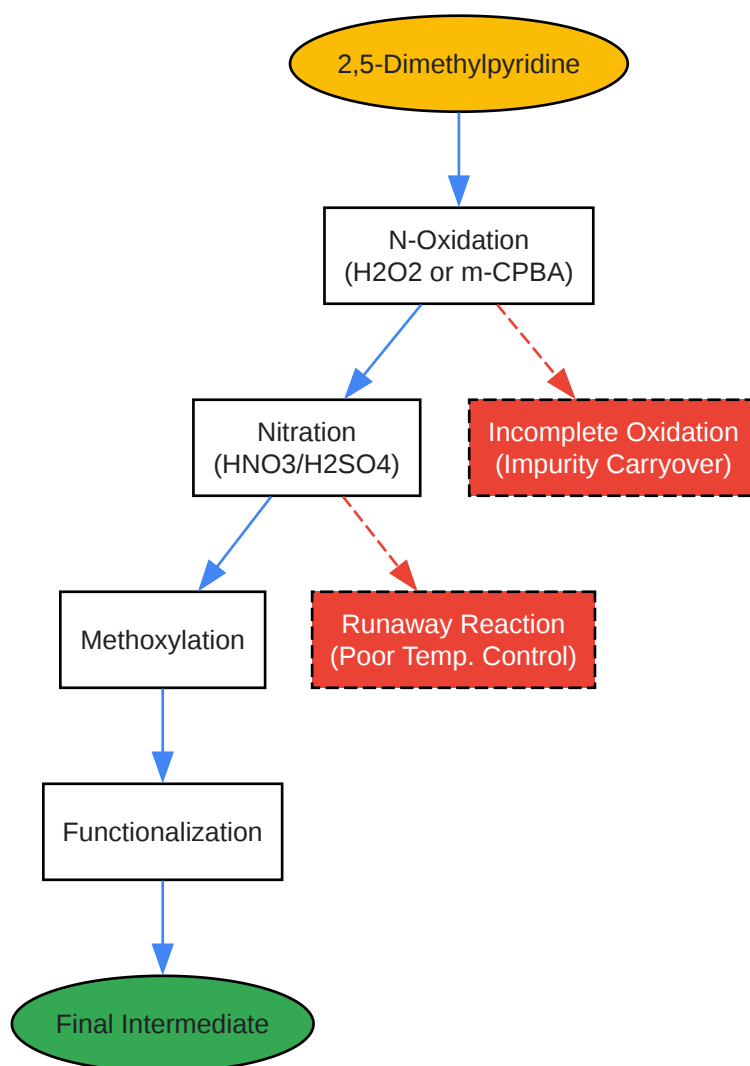 2,5-Dimethylpyridine
N-Oxidation
(H2O2 or m-CPBA)
Nitration
(HNO3/H2SO4)
Incomplete Oxidation
(Impurity Carryover)
Methoxylation
Runaway Reaction
(Poor Temp. Control)
Functionalization
Final Intermediate